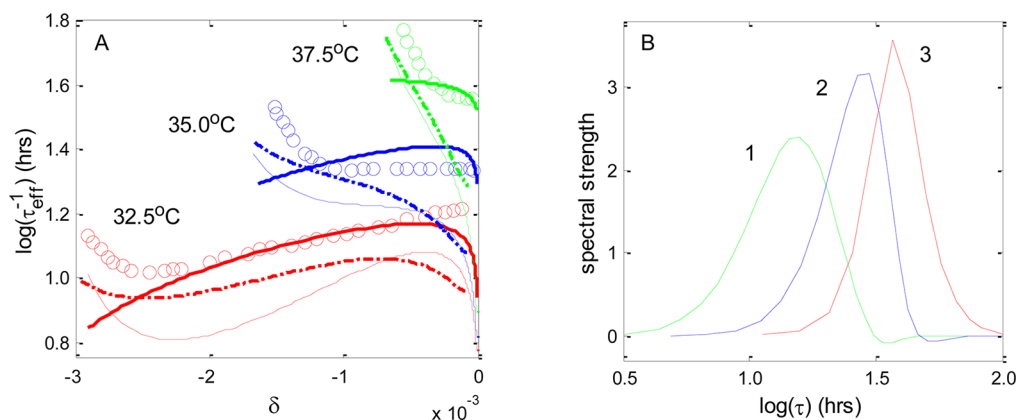 A
37.5°C
35.0°C
32.5°C
log(τ_eff^-1) (hrs)
1.8
1.6
1.4
1.2
1.0
0.8
-3
-2
-1
0
δ
x 10^-3
B
1
2
3
spectral strength
3
2
1
0
0.5
1.0
1.5
2.0
log(τ) (hrs)